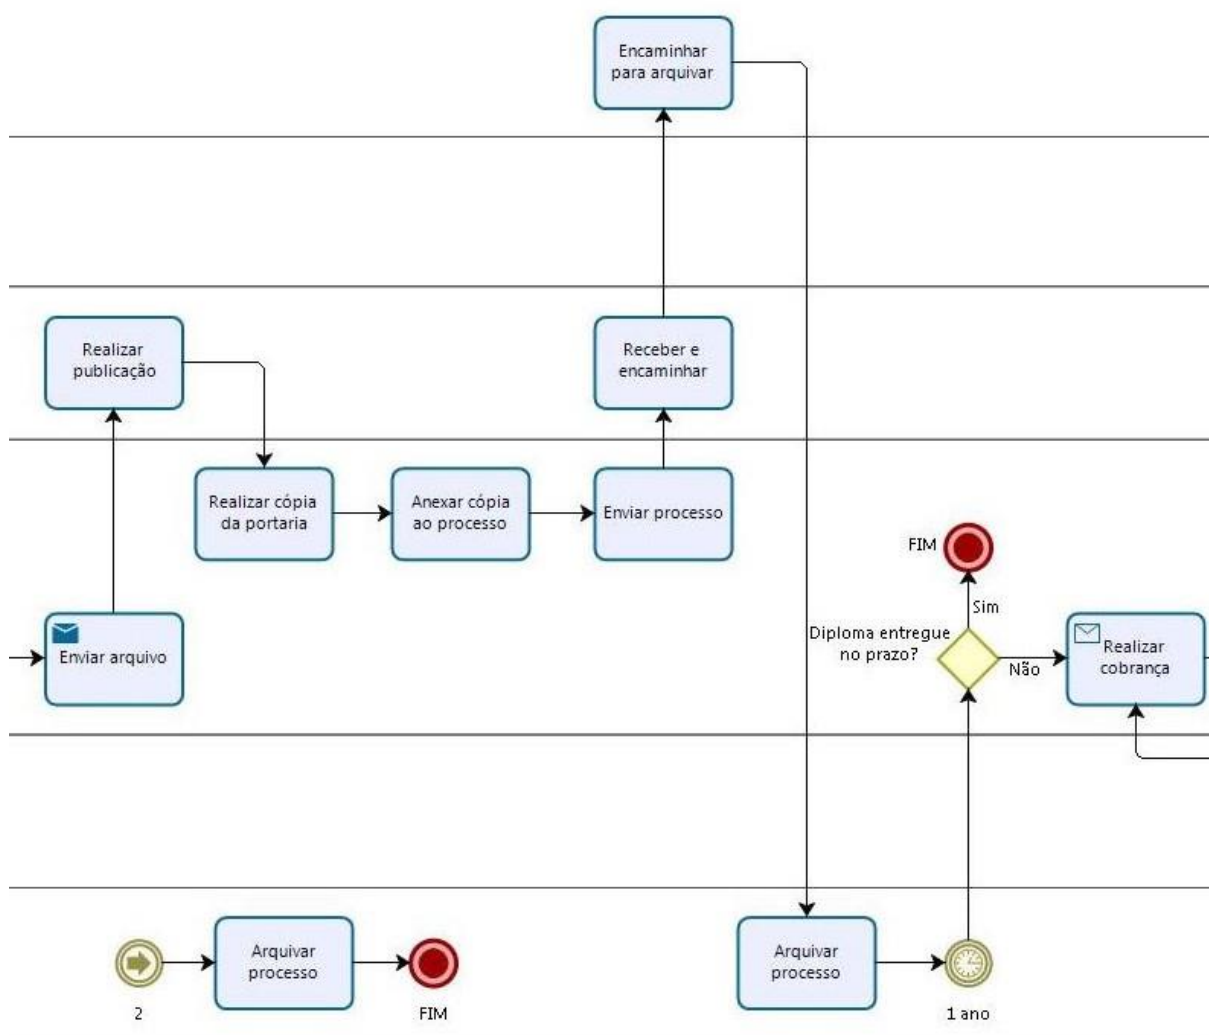 Encaminhar
para arquivar
Realizar
publicação
Receber e
encaminhar
Realizar cópia
da portaria
Anexar cópia
ao processo
Enviar processo
FIM
Sim
Diploma entregue
no prazo?
Não
Enviar arquivo
Realizar
cobrança
Arquivar
processo
2
FIM
Arquivar
processo
1 ano